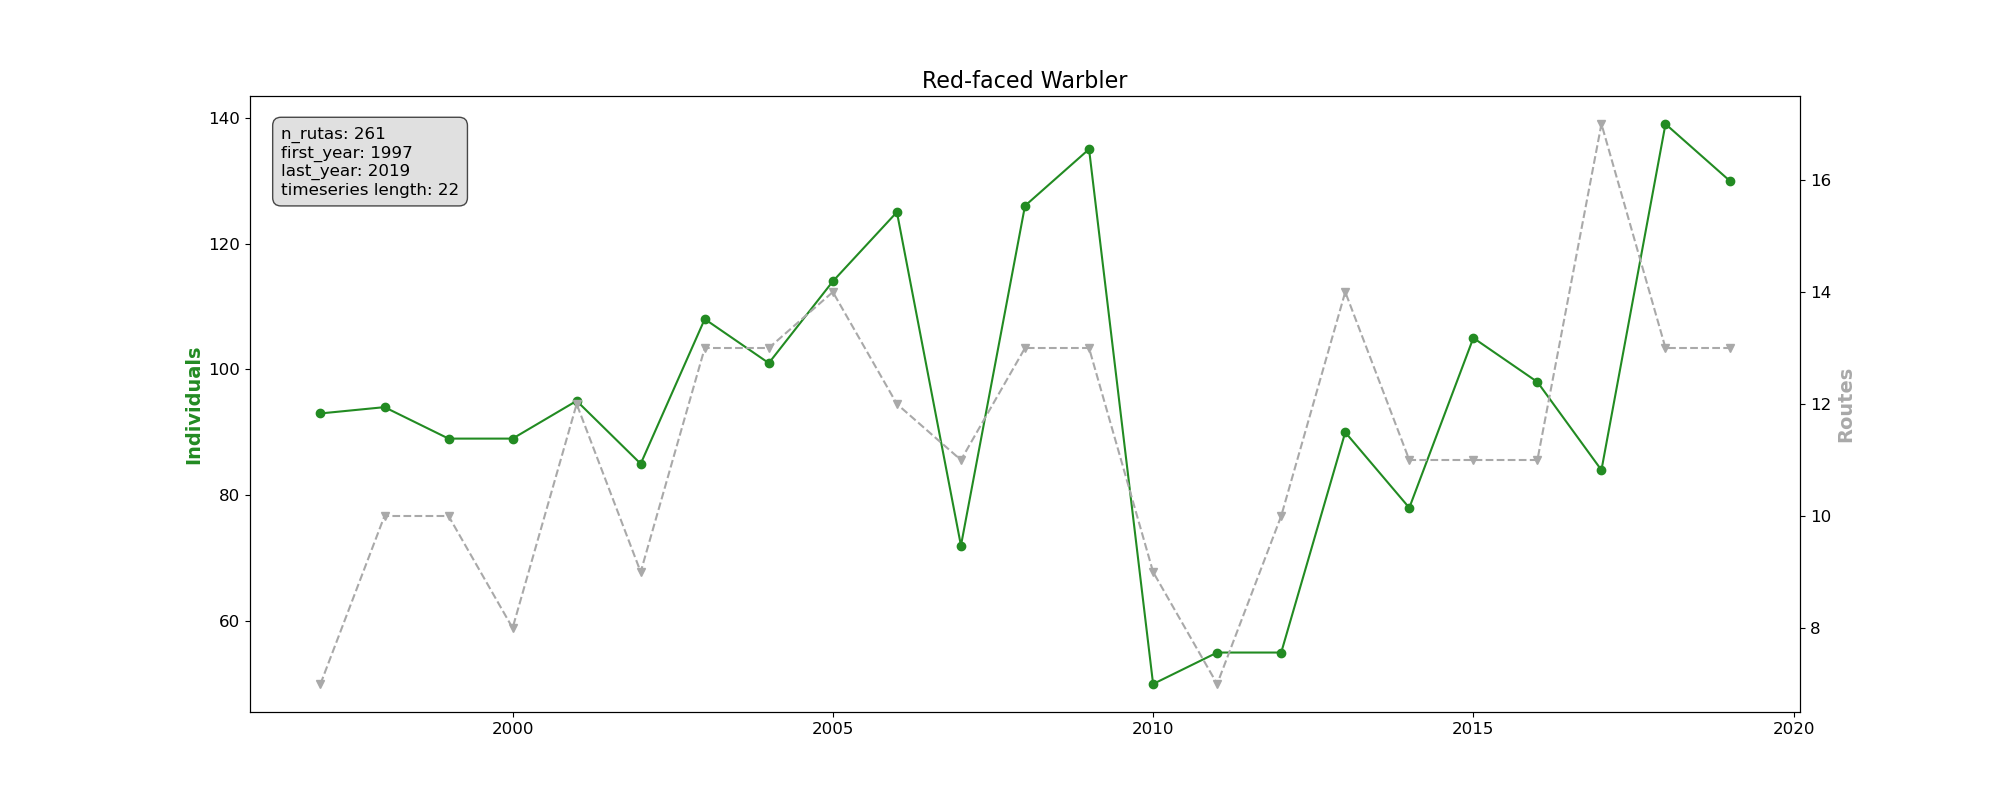 Red-faced Warbler
n_rutas: 261
first_year: 1997
last_year: 2019
timeseries length: 22
Individuals
140
120
100
80
60
16
14
12
10
8
Routes
2000
2005
2010
2015
2020